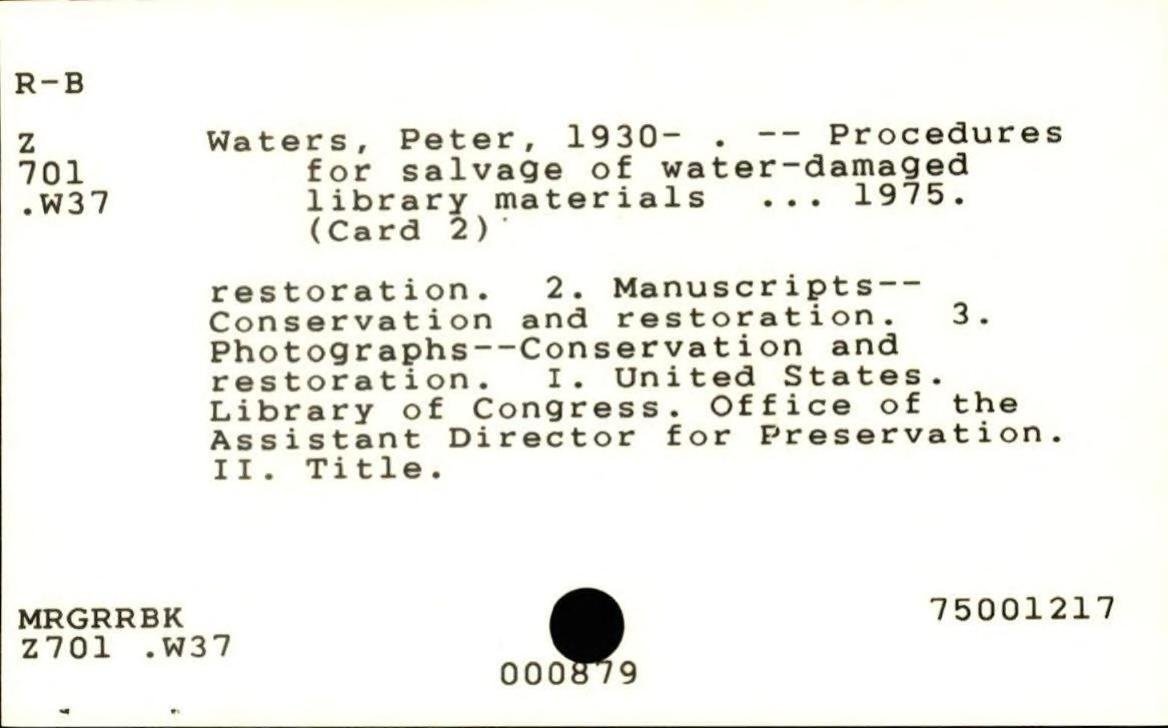 R-B
Z Waters, Peter, 1930- . -- Procedures
701 for salvage of water-damaged
.W37 library materials ... 1975.
(Card 2)
restoration. 2. Manuscripts--
Conservation and restoration. 3.
Photographs--Conservation and
restoration. I. United States.
Library of Congress. Office of the
Assistant Director for Preservation.
II. Title.
MRGRRBK 75001217
Z701 .W37
000879